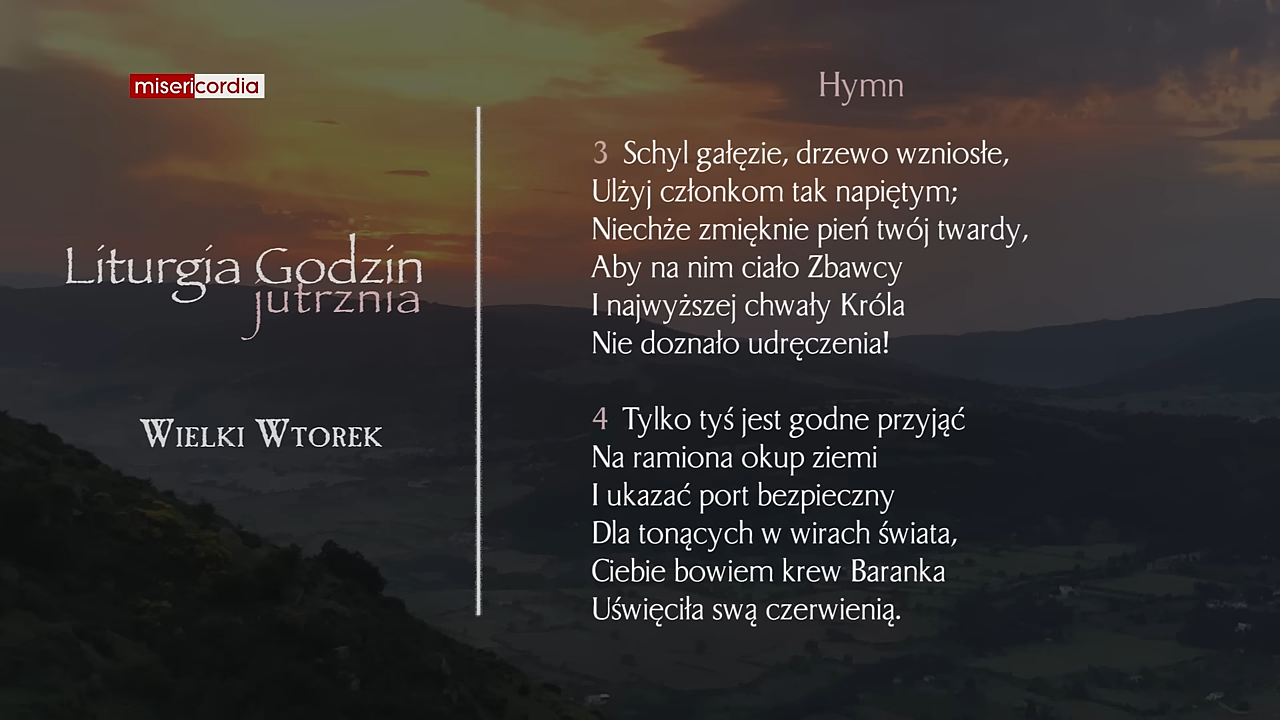 misericordia
Liturgia Godzin
jutrznia
Wielki Wtorek
Hymn
3 Schyl gałęzie, drzewo wzniosłe,
Ulżyj członkom tak napiętym;
Niechże zmięknie pień twój twardy,
Aby na nim ciało Zbawcy
I najwyższej chwały Króla
Nie doznało udręczenia!
4 Tylko tyś jest godne przyjąć
Na ramiona okup ziemi
I ukazać port bezpieczny
Dla tonących w wirach świata,
Ciebie bowiem krew Baranka
Uświęciła swą czerwienią.